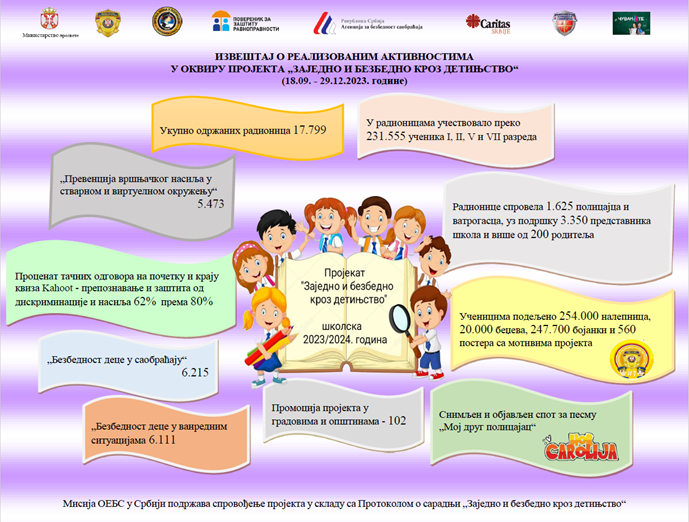 Министарство просвете
ПОВЕРЕНИК ЗА
ЗАШТИТУ
РАВНОПРАВНОСТИ
Република Србија
Агенција за безбедност саобраћаја
Caritas
SRBIJE
ИЗВЕШТАЈ О РЕАЛИЗОВАНИМ АКТИВНОСТИМА
У ОКВИРУ ПРОЈЕКТА „ЗАЈЕДНО И БЕЗБЕДНО КРОЗ ДЕТИЊСТВО“
(18.09. - 29.12.2023. године)
Укупно одржаних радионица 17.799
У радионицама учествовало преко
231.555 ученика I, II, V и VII разреда
„Превенција вршњачког насиља у
стварном и виртуелном окружењу“
5.473
Радионице спровела 1.625 полицајца и
ватрогасца, уз подршку 3.350 представника
школа и више од 200 родитеља
Проценат тачних одговора на почетку и крају
квиза Kahoot - препознавање и заштита од
дискриминације и насиља 62% према 80%
Пројекат
"Заједно и безбедно
кроз детињство"
школска
2023/2024. година
Ученицима подељено 254.000 налепница,
20.000 беџева, 247.700 бојанки и 560
постера са мотивима пројекта
„Безбедност деце у саобраћају“
6.215
„Безбедност деце у ванредним
ситуацијама 6.111
Промоција пројекта у
градовима и општинама - 102
Снимљен и објављен спот за песму
„Мој друг полицајац“
CAROLIJA
Мисија ОЕБС у Србији подржава спровођење пројекта у складу са Протоколом о сарадњи „Заједно и безбедно кроз детињство“